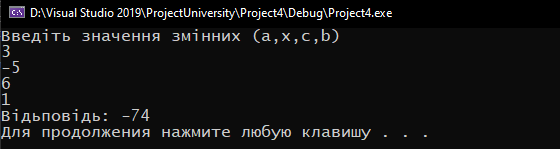 D:\Visual Studio 2019\ProjectUniversity\Project4\Debug\Project4.exe
Введіть значення змінних (a,x,c,b)
3
-5
6
1
Відьповідь: -74
Для продолжения нажмите любую клавишу . . .